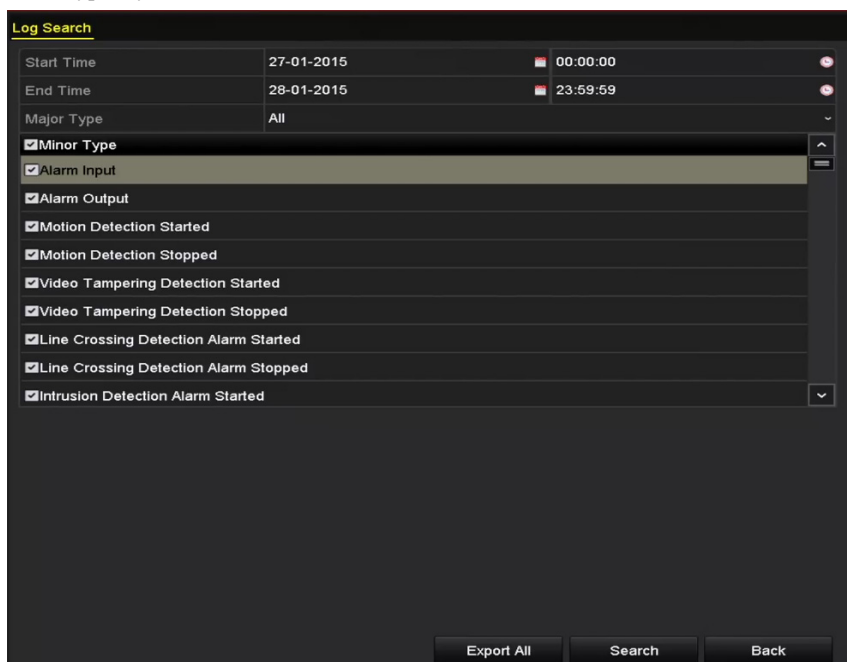 Log Search
Start Time 27-01-2015 00:00:00
End Time 28-01-2015 23:59:59
Major Type All
Minor Type
Alarm Input
Alarm Output
Motion Detection Started
Motion Detection Stopped
Video Tampering Detection Started
Video Tampering Detection Stopped
Line Crossing Detection Alarm Started
Line Crossing Detection Alarm Stopped
Intrusion Detection Alarm Started
Export All Search Back